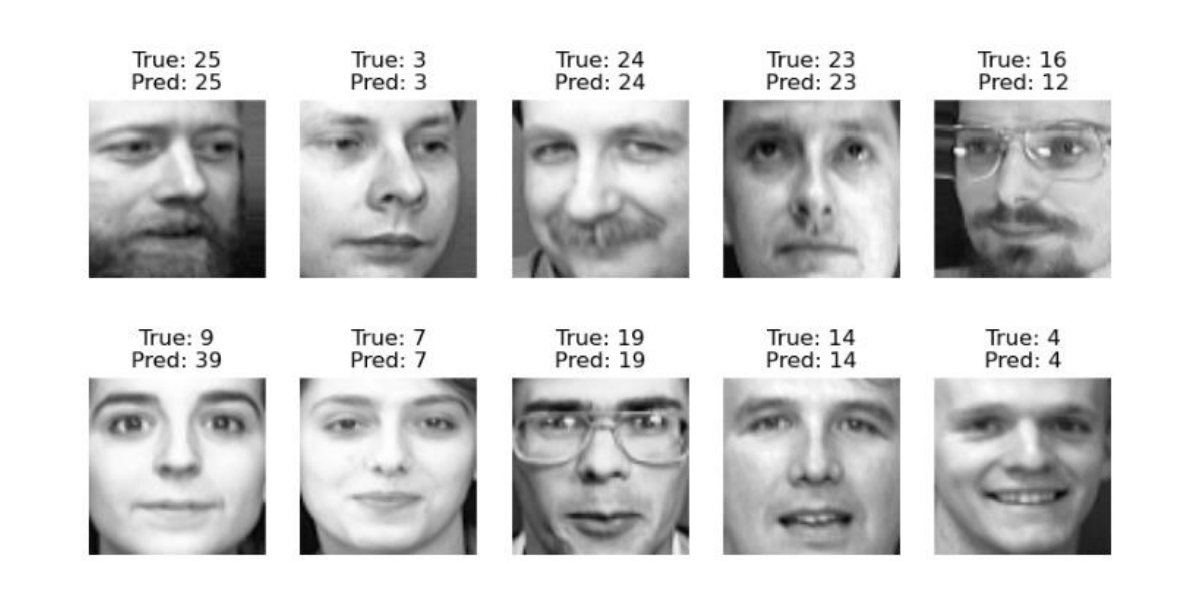 True: 25
Pred: 25
True: 3
Pred: 3
True: 24
Pred: 24
True: 23
Pred: 23
True: 16
Pred: 12
True: 9
Pred: 39
True: 7
Pred: 7
True: 19
Pred: 19
True: 14
Pred: 14
True: 4
Pred: 4